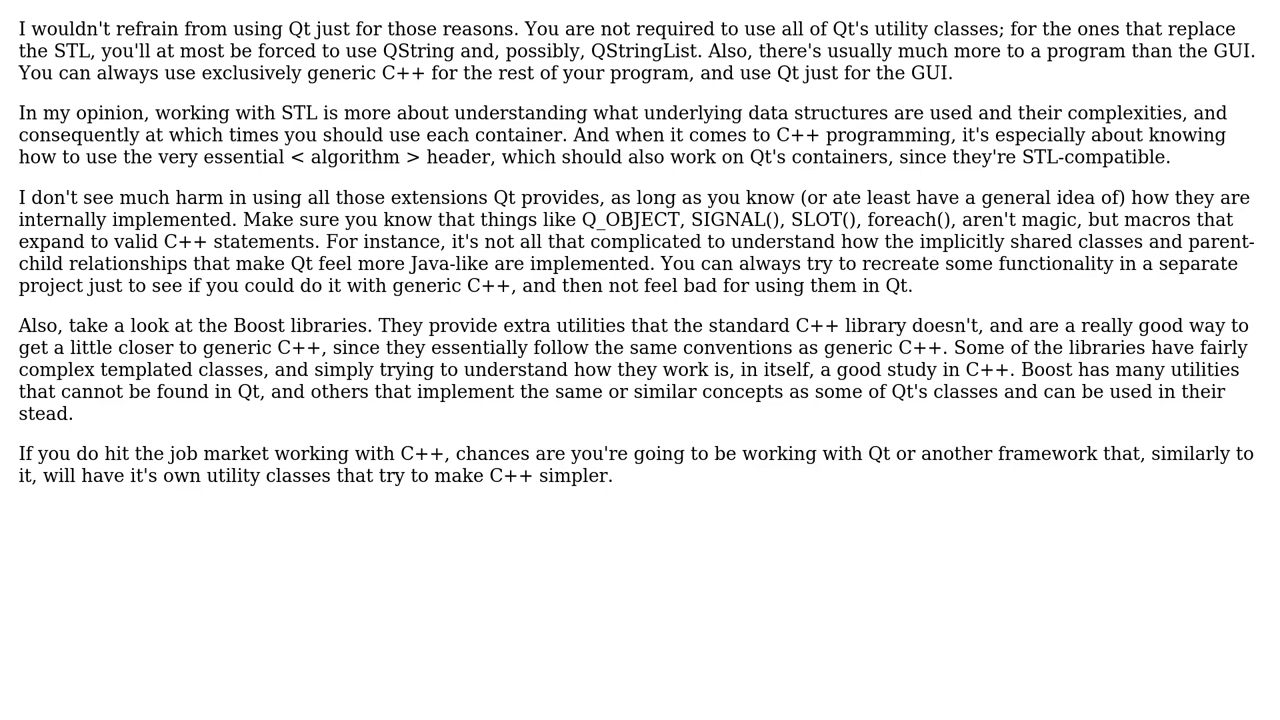 I wouldn't refrain from using Qt just for those reasons. You are not required to use all of Qt's utility classes; for the ones that replace
the STL, you'll at most be forced to use QString and, possibly, QStringList. Also, there's usually much more to a program than the GUI.
You can always use exclusively generic C++ for the rest of your program, and use Qt just for the GUI.
In my opinion, working with STL is more about understanding what underlying data structures are used and their complexities, and
consequently at which times you should use each container. And when it comes to C++ programming, it's especially about knowing
how to use the very essential < algorithm > header, which should also work on Qt's containers, since they're STL-compatible.
I don't see much harm in using all those extensions Qt provides, as long as you know (or ate least have a general idea of) how they are
internally implemented. Make sure you know that things like Q_OBJECT, SIGNAL(), SLOT(), foreach(), aren't magic, but macros that
expand to valid C++ statements. For instance, it's not all that complicated to understand how the implicitly shared classes and parent-
child relationships that make Qt feel more Java-like are implemented. You can always try to recreate some functionality in a separate
project just to see if you could do it with generic C++, and then not feel bad for using them in Qt.
Also, take a look at the Boost libraries. They provide extra utilities that the standard C++ library doesn't, and are a really good way to
get a little closer to generic C++, since they essentially follow the same conventions as generic C++. Some of the libraries have fairly
complex templated classes, and simply trying to understand how they work is, in itself, a good study in C++. Boost has many utilities
that cannot be found in Qt, and others that implement the same or similar concepts as some of Qt's classes and can be used in their
stead.
If you do hit the job market working with C++, chances are you're going to be working with Qt or another framework that, similarly to
it, will have it's own utility classes that try to make C++ simpler.